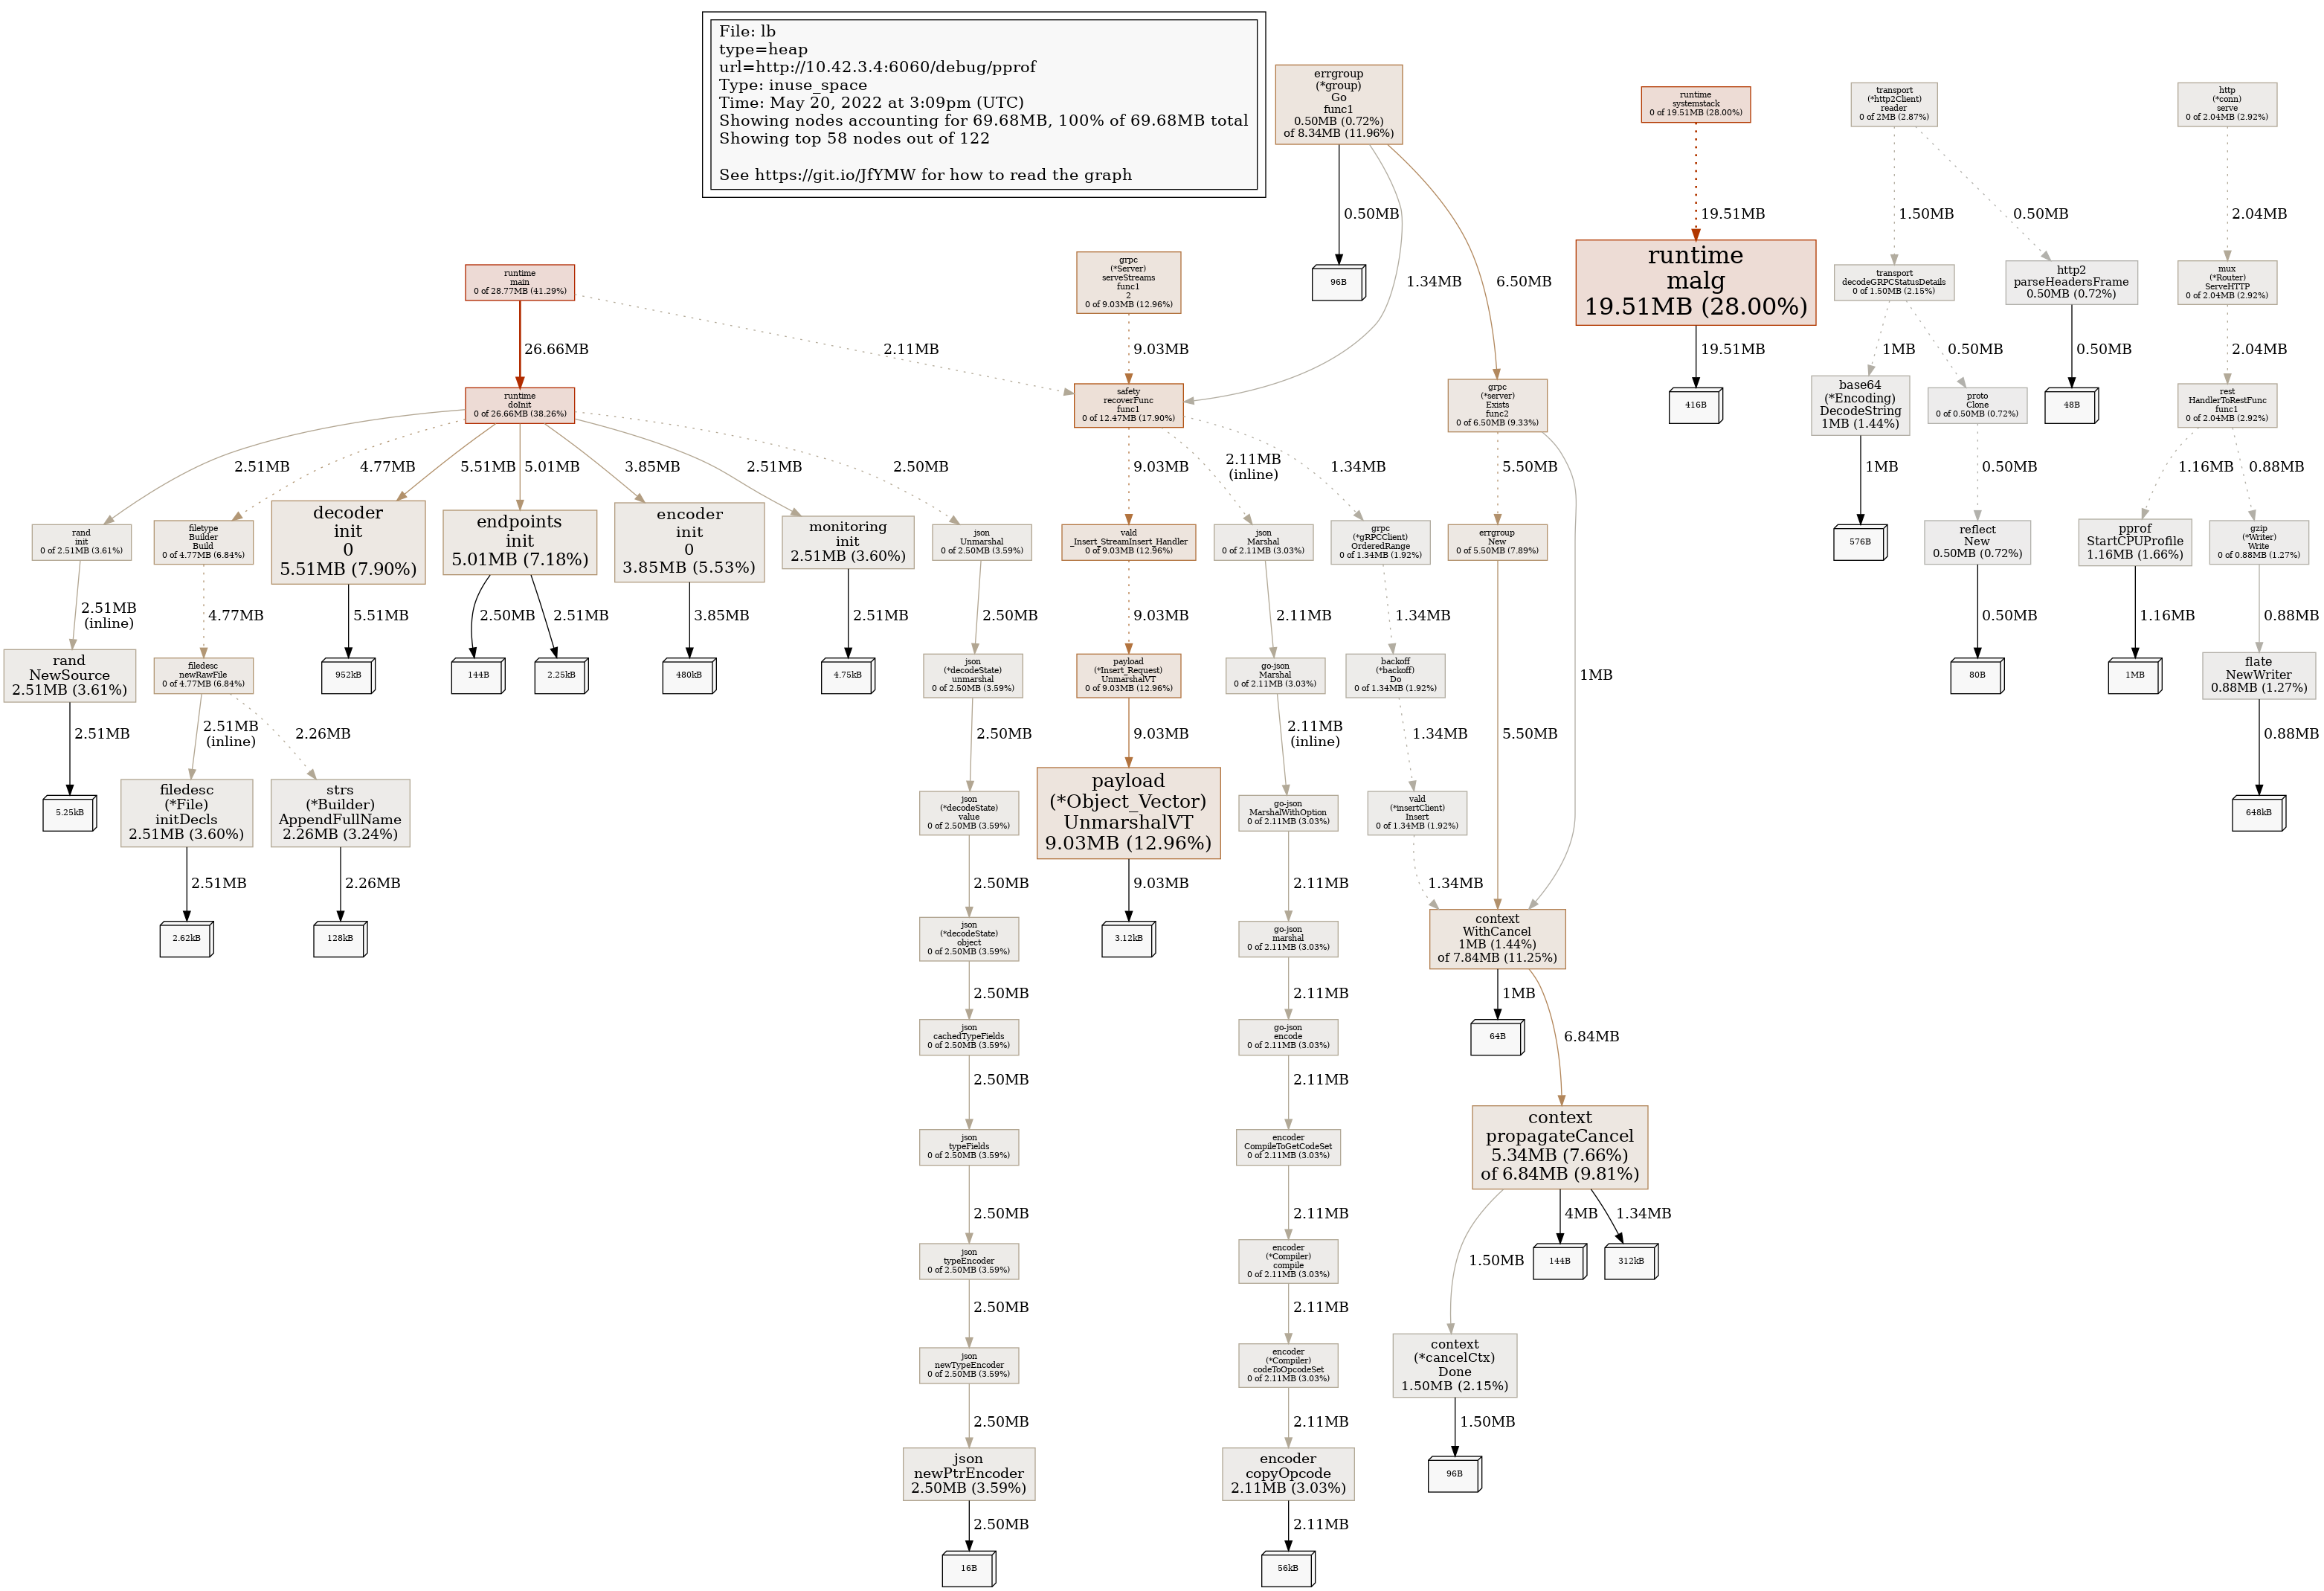 File: lb
type=heap
url=http://10.42.3.4:6060/debug/pprof
Type: inuse_space
Time: May 20, 2022 at 3:09pm (UTC)
Showing nodes accounting for 69.68MB, 100% of 69.68MB total
Showing top 58 nodes out of 122
See https://git.io/JfYMW for how to read the graph
errgroup
(*group)
Go
func1
0.50MB (0.72%)
of 8.34MB (11.96%)
runtime
systemstack
0 of 19.51MB (28.00%)
transport
(*http2Client)
reader
0 of 2MB (2.87%)
http
(*conn)
serve
0 of 2.04MB (2.92%)
0.50MB
1.34MB
6.50MB
19.51MB
1.50MB
0.50MB
2.04MB
runtime
main
0 of 28.77MB (41.29%)
grpc
(*Server)
serveStreams
func1
2
0 of 9.03MB (12.96%)
96B
runtime
malg
19.51MB (28.00%)
transport
decodeGRPCStatusDetails
0 of 1.50MB (2.15%)
http2
parseHeadersFrame
0.50MB (0.72%)
mux
(*Router)
ServeHTTP
0 of 2.04MB (2.92%)
26.66MB
2.11MB
9.03MB
19.51MB
1MB
0.50MB
0.50MB
2.04MB
runtime
doInit
0 of 26.66MB (38.26%)
safety
recoverFunc
func1
0 of 12.47MB (17.90%)
grpc
(*server)
Exists
func2
0 of 6.50MB (9.33%)
416B
base64
(*Encoding)
DecodeString
1MB (1.44%)
proto
Clone
0 of 0.50MB (0.72%)
48B
rest
HandlerToRestFunc
func1
0 of 2.04MB (2.92%)
2.51MB
4.77MB
5.51MB
5.01MB
3.85MB
2.51MB
2.50MB
9.03MB
2.11MB
(inline)
1.34MB
5.50MB
1MB
1MB
0.50MB
1.16MB
0.88MB
rand
init
0 of 2.51MB (3.61%)
filetype
Builder
Build
0 of 4.77MB (6.84%)
decoder
init
0
5.51MB (7.90%)
endpoints
init
5.01MB (7.18%)
encoder
init
0
3.85MB (5.53%)
monitoring
init
2.51MB (3.60%)
json
Unmarshal
0 of 2.50MB (3.59%)
vald
_Insert_StreamInsert_Handler
0 of 9.03MB (12.96%)
json
Marshal
0 of 2.11MB (3.03%)
grpc
(*gRPCClient)
OrderedRange
0 of 1.34MB (1.92%)
errgroup
New
0 of 5.50MB (7.89%)
576B
reflect
New
0.50MB (0.72%)
pprof
StartCPUProfile
1.16MB (1.66%)
gzip
(*Writer)
Write
0 of 0.88MB (1.27%)
2.51MB
(inline)
4.77MB
5.51MB
2.50MB
2.51MB
3.85MB
2.51MB
2.50MB
9.03MB
2.11MB
1.34MB
5.50MB
0.50MB
1.16MB
0.88MB
rand
NewSource
2.51MB (3.61%)
filedesc
newRawFile
0 of 4.77MB (6.84%)
952kB
144B
2.25kB
480kB
4.75kB
json
(*decodeState)
unmarshal
0 of 2.50MB (3.59%)
payload
(*Insert_Request)
UnmarshalVT
0 of 9.03MB (12.96%)
go-json
Marshal
0 of 2.11MB (3.03%)
backoff
(*backoff)
Do
0 of 1.34MB (1.92%)
80B
1MB
flate
NewWriter
0.88MB (1.27%)
2.51MB
2.51MB
(inline)
2.26MB
2.50MB
9.03MB
2.11MB
(inline)
1.34MB
0.88MB
5.25kB
filedesc
(*File)
initDecls
2.51MB (3.60%)
strs
(*Builder)
AppendFullName
2.26MB (3.24%)
json
(*decodeState)
value
0 of 2.50MB (3.59%)
payload
(*Object_Vector)
UnmarshalVT
9.03MB (12.96%)
go-json
MarshalWithOption
0 of 2.11MB (3.03%)
vald
(*insertClient)
Insert
0 of 1.34MB (1.92%)
648kB
2.51MB
2.26MB
2.50MB
9.03MB
2.11MB
1.34MB
2.62kB
128kB
json
(*decodeState)
object
0 of 2.50MB (3.59%)
3.12kB
go-json
marshal
0 of 2.11MB (3.03%)
context
WithCancel
1MB (1.44%)
of 7.84MB (11.25%)
2.50MB
2.11MB
1MB
6.84MB
json
cachedTypeFields
0 of 2.50MB (3.59%)
go-json
encode
0 of 2.11MB (3.03%)
64B
2.50MB
2.11MB
json
typeFields
0 of 2.50MB (3.59%)
encoder
CompileToGetCodeSet
0 of 2.11MB (3.03%)
context
propagateCancel
5.34MB (7.66%)
of 6.84MB (9.81%)
2.50MB
2.11MB
1.50MB
4MB
1.34MB
json
typeEncoder
0 of 2.50MB (3.59%)
encoder
(*Compiler)
compile
0 of 2.11MB (3.03%)
144B
312kB
2.50MB
2.11MB
json
newTypeEncoder
0 of 2.50MB (3.59%)
encoder
(*Compiler)
codeToOpcodeSet
0 of 2.11MB (3.03%)
context
(*cancelCtx)
Done
1.50MB (2.15%)
2.50MB
2.11MB
1.50MB
json
newPtrEncoder
2.50MB (3.59%)
encoder
copyOpcode
2.11MB (3.03%)
96B
2.50MB
2.11MB
16B
56kB